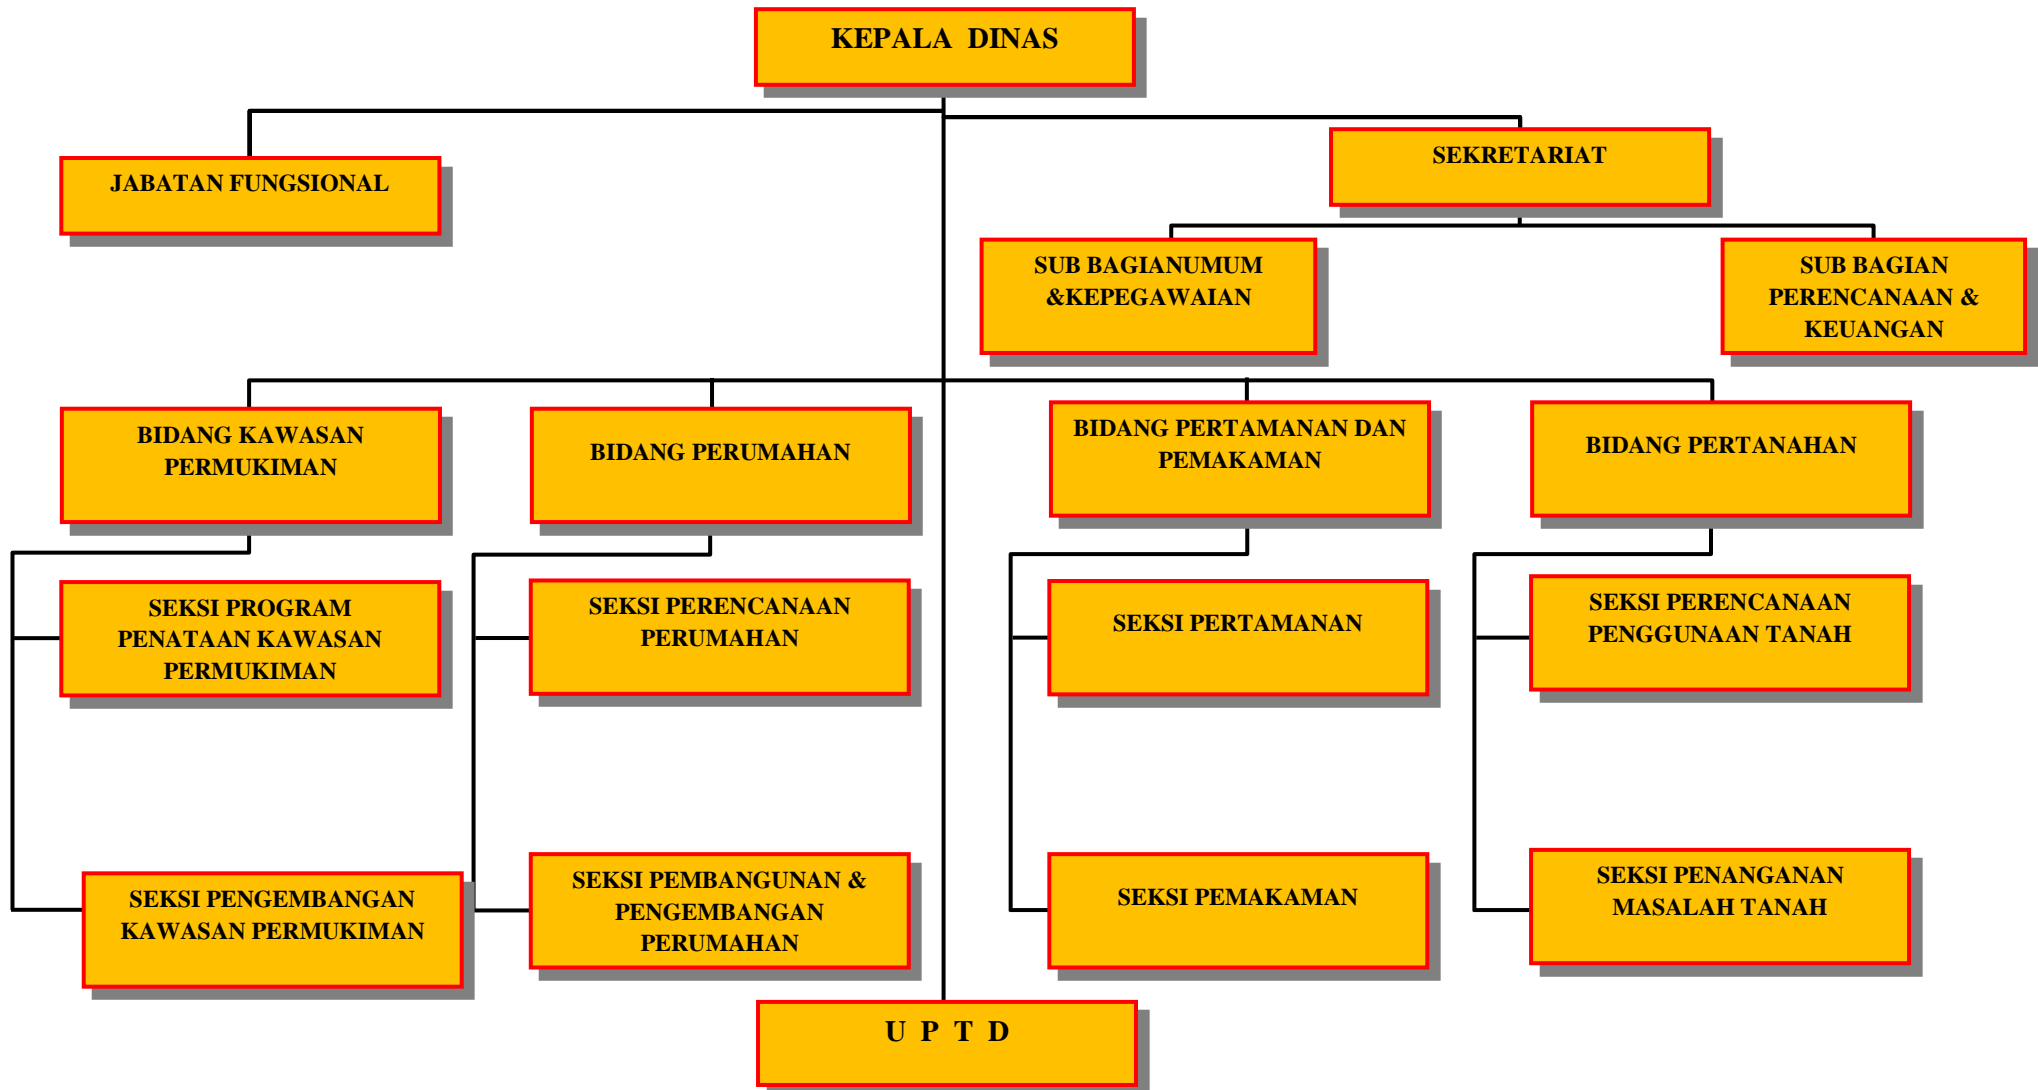 KEPALA DINAS
JABATAN FUNGSIONAL
SEKRETARIAT
SUB BAGIANUMUM
&KEPEGAWAIAN
SUB BAGIAN
PERENCANAAN &
KEUANGAN
BIDANG KAWASAN
PERMUKIMAN
BIDANG PERUMAHAN
BIDANG PERTAMANAN DAN
PEMAKAMAN
BIDANG PERTANAHAN
SEKSI PROGRAM
PENATAAN KAWASAN
PERMUKIMAN
SEKSI PERENCANAAN
PERUMAHAN
SEKSI PERTAMANAN
SEKSI PERENCANAAN
PENGGUNAAN TANAH
SEKSI PENGEMBANGAN
KAWASAN PERMUKIMAN
SEKSI PEMBANGUNAN &
PENGEMBANGAN
PERUMAHAN
SEKSI PEMAKAMAN
SEKSI PENANGANAN
MASALAH TANAH
U P T D